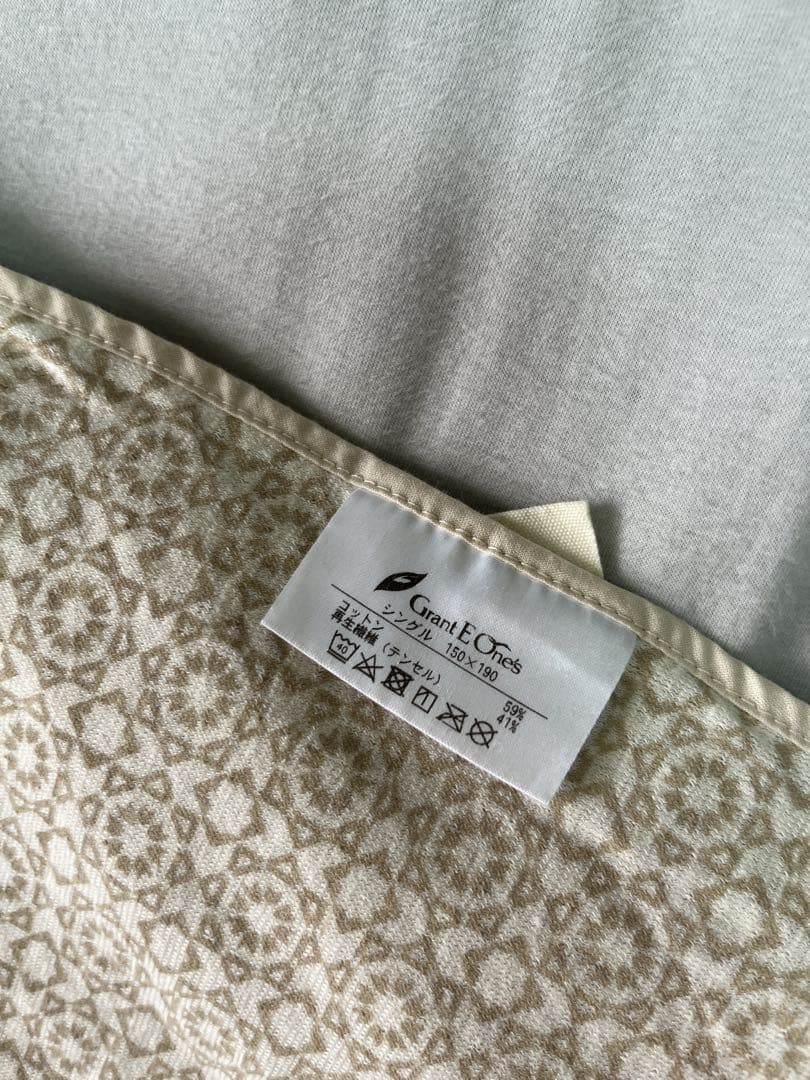 Grant E One's
シングル 150×190
コットン 59%
再生繊維（テンセル） 41%
40